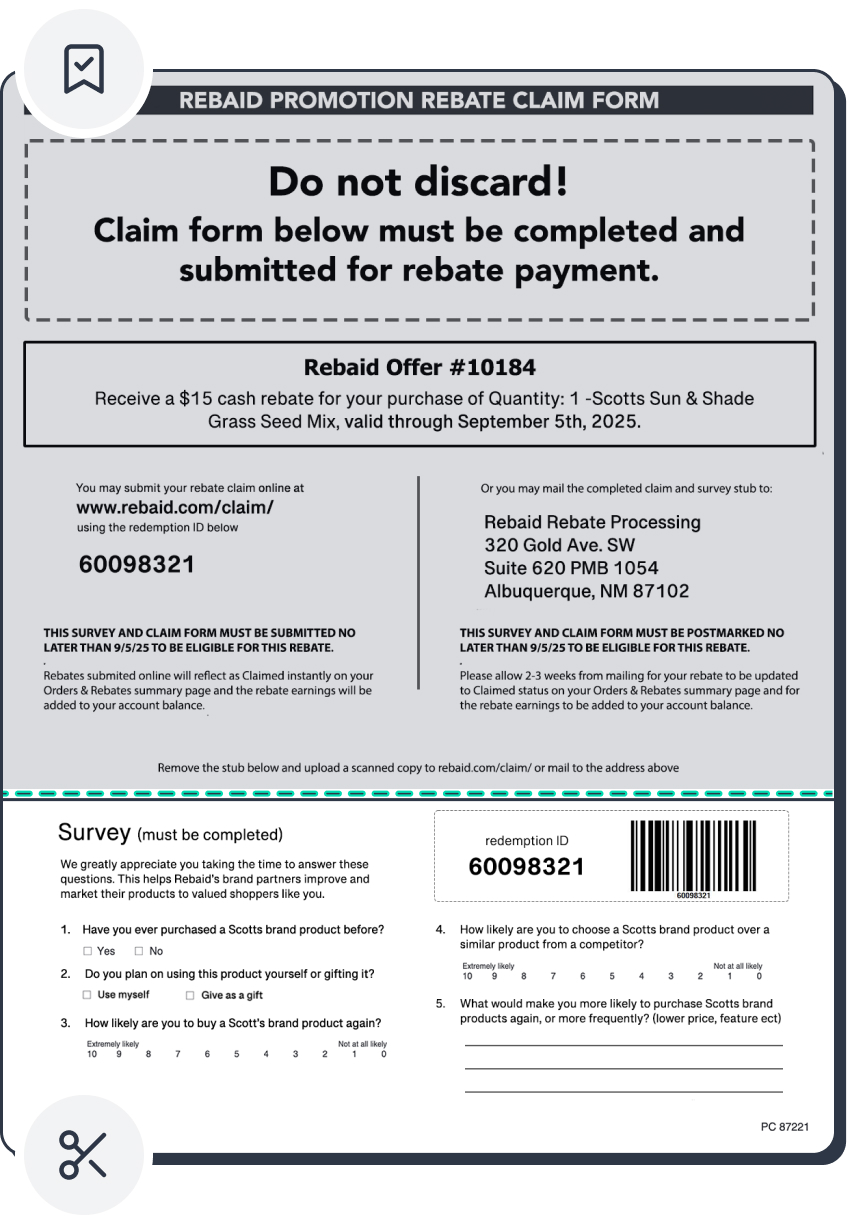 REBAID PROMOTION REBATE CLAIM FORM
Do not discard!
Claim form below must be completed and
submitted for rebate payment.
Rebaid Offer #10184
Receive a $15 cash rebate for your purchase of Quantity: 1 -Scotts Sun & Shade
Grass Seed Mix, valid through September 5th, 2025.
You may submit your rebate claim online at
www.rebaid.com/claim/
using the redemption ID below
60098321
THIS SURVEY AND CLAIM FORM MUST BE SUBMITTED NO
LATER THAN 9/5/25 TO BE ELIGIBLE FOR THIS REBATE.
Rebates submited online will reflect as Claimed instantly on your
Orders & Rebates summary page and the rebate earnings will be
added to your account balance.
Or you may mail the completed claim and survey stub to:
Rebaid Rebate Processing
320 Gold Ave. SW
Suite 620 PMB 1054
Albuquerque, NM 87102
THIS SURVEY AND CLAIM FORM MUST BE POSTMARKED NO
LATER THAN 9/5/25 TO BE ELIGIBLE FOR THIS REBATE.
Please allow 2-3 weeks from mailing for your rebate to be updated
to Claimed status on your Orders & Rebates summary page and for
the rebate earnings to be added to your account balance.
Remove the stub below and upload a scanned copy to rebaid.com/claim/ or mail to the address above
Survey (must be completed)
We greatly appreciate you taking the time to answer these
questions. This helps Rebaid's brand partners improve and
market their products to valued shoppers like you.
1. Have you ever purchased a Scotts brand product before?
Yes No
2. Do you plan on using this product yourself or gifting it?
Use myself Give as a gift
3. How likely are you to buy a Scott's brand product again?
Extremely likely Not at all likely
10 9 8 7 6 5 4 3 2 1 0
redemption ID
60098321
60098321
4. How likely are you to choose a Scotts brand product over a
similar product from a competitor?
Extremely likely Not at all likely
10 9 8 7 6 5 4 3 2 1 0
5. What would make you more likely to purchase Scotts brand
products again, or more frequently? (lower price, feature ect)
PC 87221